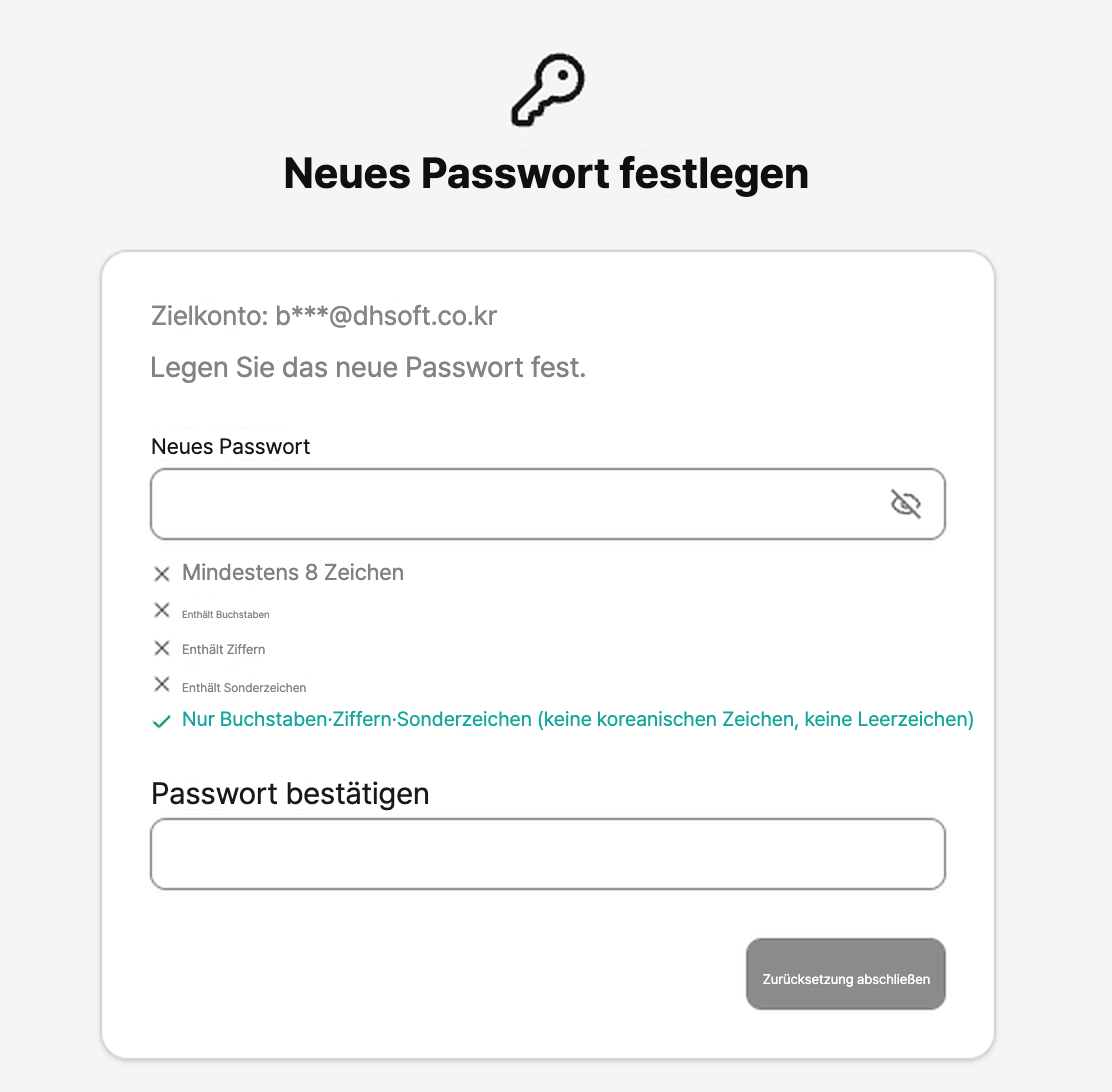 Neues Passwort festlegen
Zielkonto: b***@dhsoft.co.kr
Legen Sie das neue Passwort fest.
Neues Passwort
Mindestens 8 Zeichen
Enthält Buchstaben
Enthält Ziffern
Enthält Sonderzeichen
Nur Buchstaben·Ziffern·Sonderzeichen (keine koreanischen Zeichen, keine Leerzeichen)
Passwort bestätigen
Zurücksetzung abschließen